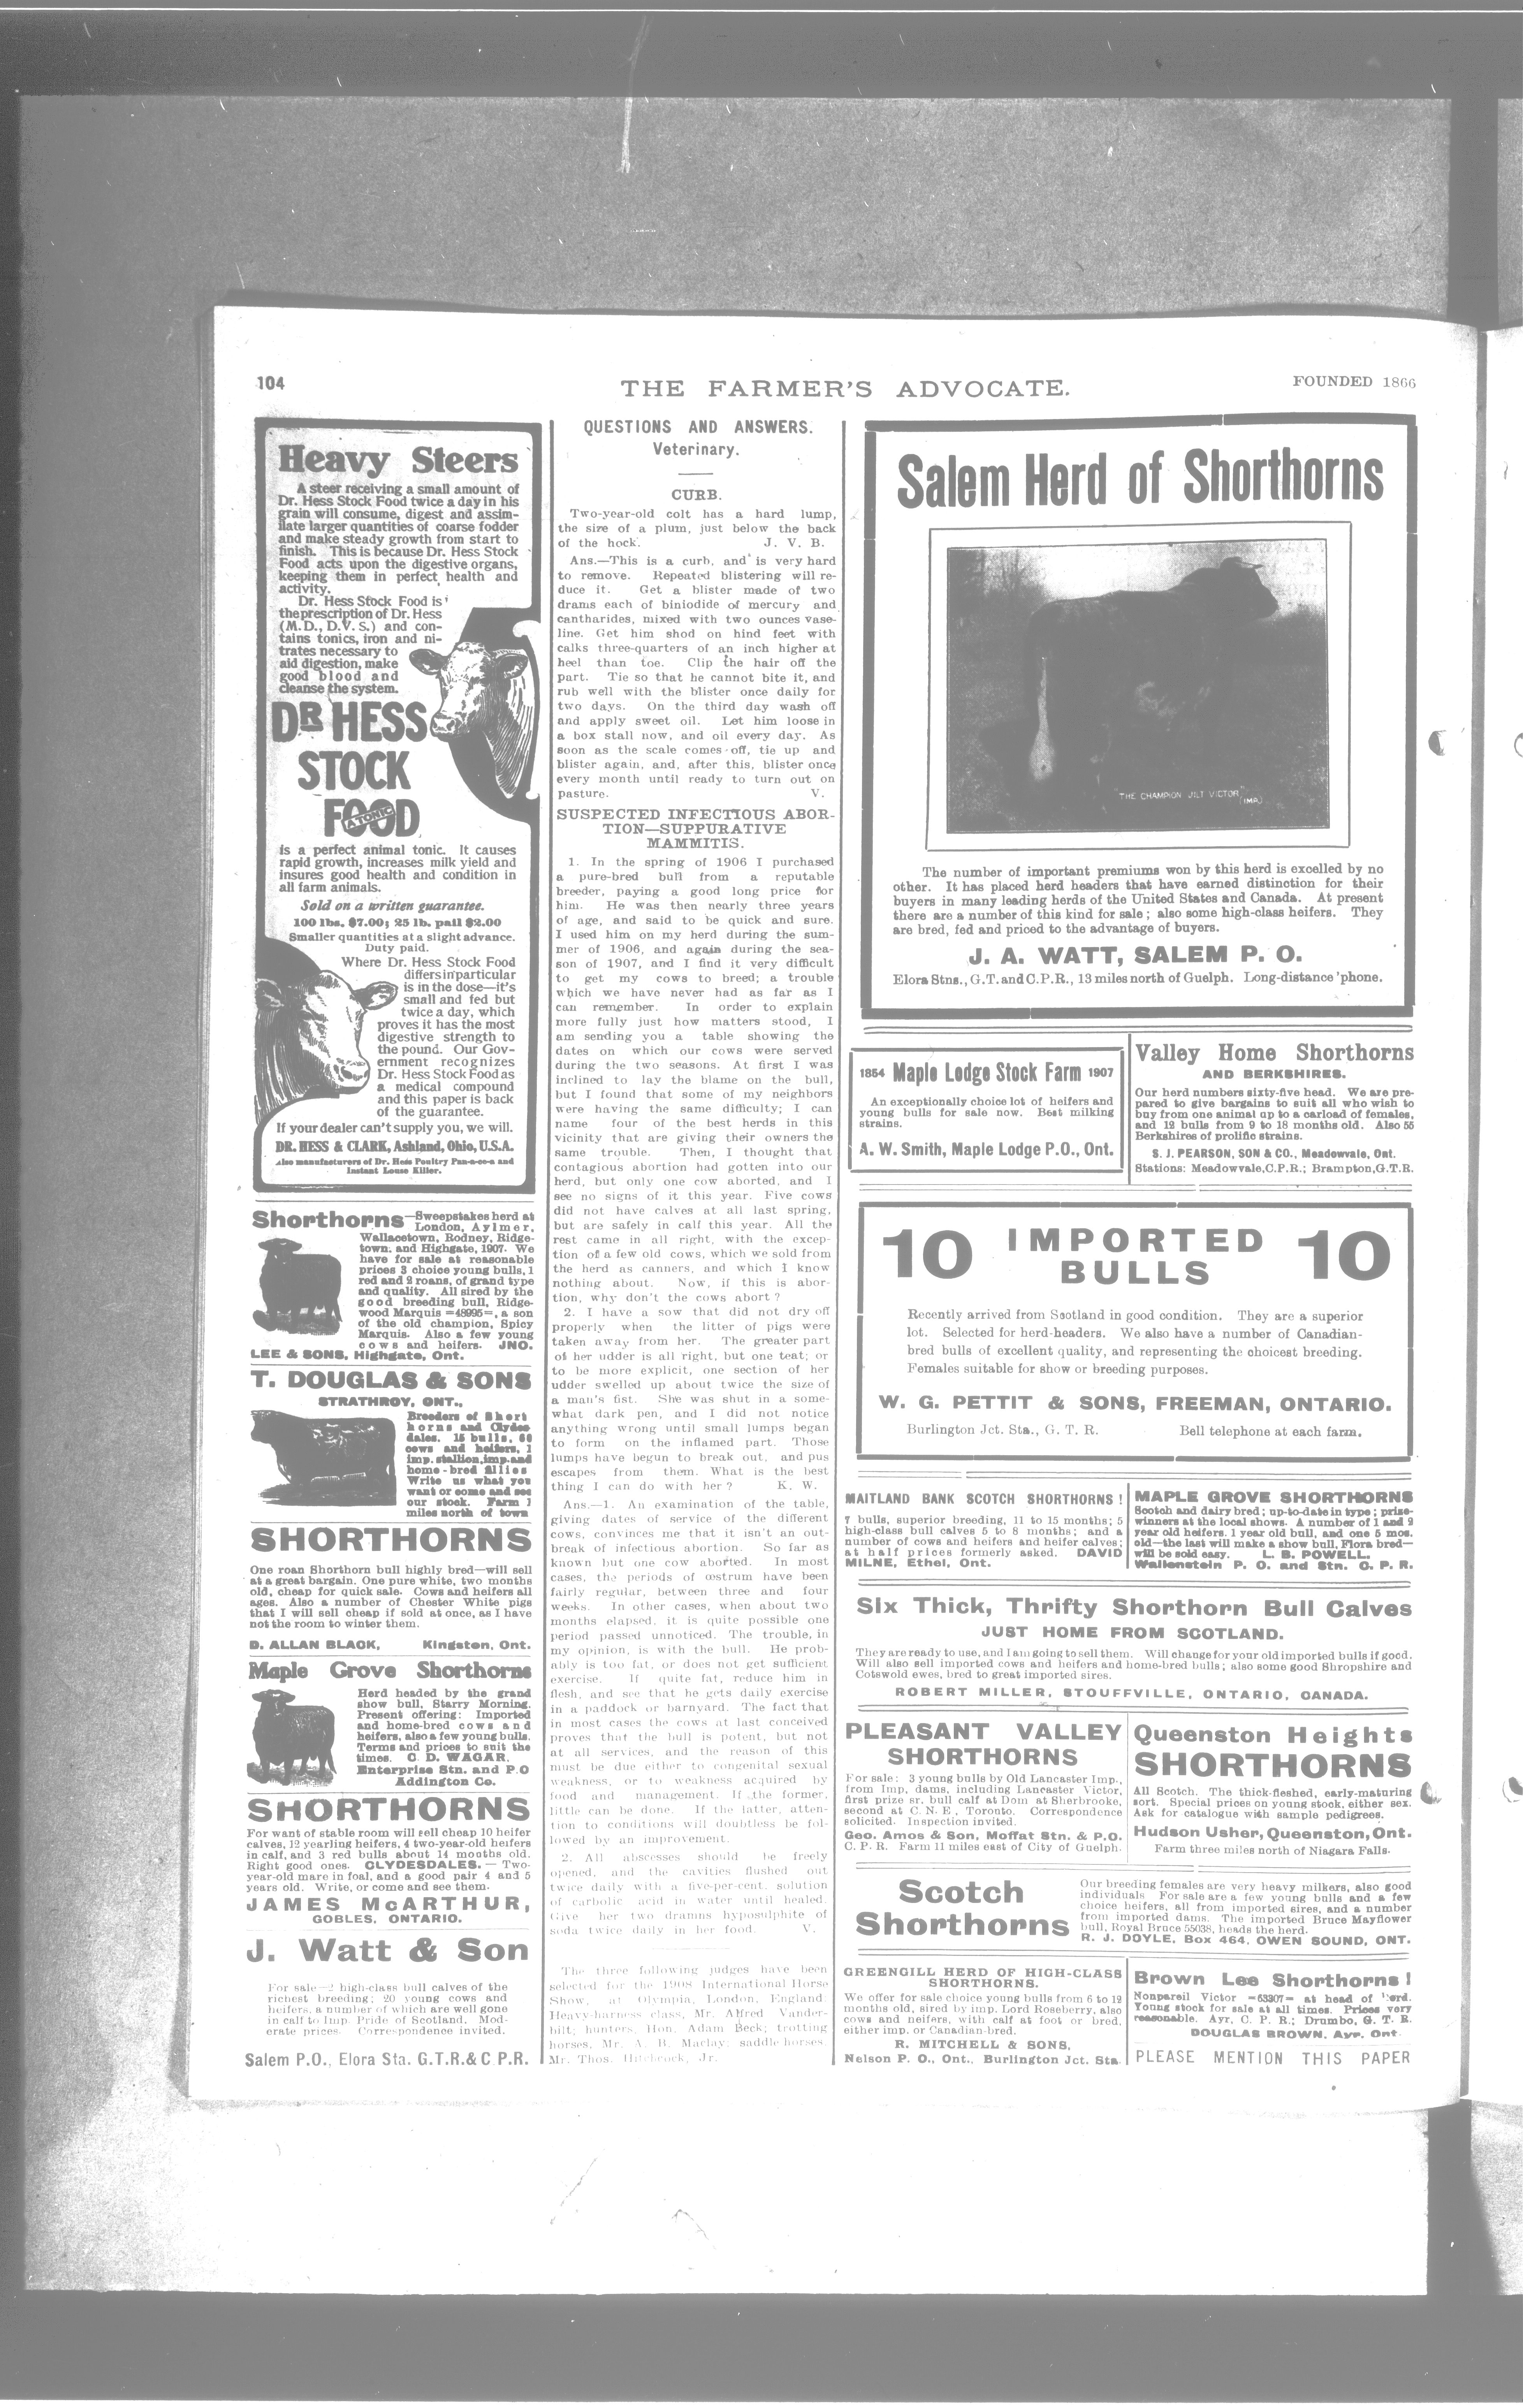 104
THE FARMER'S ADVOCATE.
FOUNDED 1866
Heavy Steers
A steer receiving a small amount of
Dr. Hess Stock Food twice a day in his
grain will consume, digest and assim-
ilate larger quantities of coarse fodder
and make steady growth from start to
finish. This is because Dr. Hess Stock
Food acts upon the digestive organs,
keeping them in perfect health and
activity.
Dr. Hess Stock Food is
the prescription of Dr. Hess
(M.D., D.V.S.) and con-
tains tonics, iron and ni-
trates necessary to
aid digestion, make
good blood and
cleanse the system.
DR HESS
STOCK
FOOD
A TONIC
is a perfect animal tonic. It causes
rapid growth, increases milk yield and
insures good health and condition in
all farm animals.
Sold on a written guarantee.
100 lbs. $7.00; 25 lb. pail $2.00
Smaller quantities at a slight advance.
Duty paid.
Where Dr. Hess Stock Food
differs in particular
is in the dose—it's
small and fed but
twice a day, which
proves it has the most
digestive strength to
the pound. Our Gov-
ernment recognizes
Dr. Hess Stock Food as
a medical compound
and this paper is back
of the guarantee.
If your dealer can't supply you, we will.
DR. HESS & CLARK, Ashland, Ohio, U.S.A.
Also manufacturers of Dr. Hess Poultry Pan-a-ce-a and
Instant Louse Killer.
Shorthorns—Sweepstakes herd at
London, Aylmer,
Wallacetown, Rodney, Ridge-
town, and Highgate, 1907. We
have for sale at reasonable
prices 3 choice young bulls, 1
red and 2 roans, of grand type
and quality. All sired by the
good breeding bull, Ridge-
wood Marquis =48995=, a son
of the old champion, Spicy
Marquis. Also a few young
cows and heifers. JNO.
LEE & SONS, Highgate, Ont.
T. DOUGLAS & SONS
STRATHROY, ONT.,
Breeders of Short
horns and Clydes
dales. 15 bulls, 60
cows and heifers, 1
imp. stallion, imp. and
home-bred fillies
Write us what you
want or come and see
our stock. Farm 1
miles north of town
SHORTHORNS
One roan Shorthorn bull highly bred—will sell
at a great bargain. One pure white, two months
old, cheap for quick sale. Cows and heifers all
ages. Also a number of Chester White pigs
that I will sell cheap if sold at once, as I have
not the room to winter them.
D. ALLAN BLACK, Kingston, Ont.
Maple Grove Shorthorns
Herd headed by the grand
show bull, Starry Morning.
Present offering: Imported
and home-bred cows and
heifers, also a few young bulls.
Terms and prices to suit the
times. C D. WAGAR.
Enterprise Stn. and P.O
Addington Co.
SHORTHORNS
For want of stable room will sell cheap 10 heifer
calves, 12 yearling heifers, 4 two-year-old heifers
in calf, and 3 red bulls about 14 months old.
Right good ones. CLYDESDALES. — Two-
year-old mare in foal, and a good pair 4 and 5
years old. Write, or come and see them.
JAMES McARTHUR,
GOBLES, ONTARIO.
J. Watt & Son
For sale—2 high-class bull calves of the
richest breeding; 20 young cows and
heifers, a number of which are well gone
in calf to Imp. Pride of Scotland. Mod-
erate prices. Correspondence invited.
Salem P.O., Elora Sta. G.T.R.& C P.R.
QUESTIONS AND ANSWERS.
Veterinary.
CURB.
Two-year-old colt has a hard lump,
the size of a plum, just below the back
of the hock. J. V. B.
Ans.—This is a curb, and is very hard
to remove. Repeated blistering will re-
duce it. Get a blister made of two
drams each of biniodide of mercury and
cantharides, mixed with two ounces vase-
line. Get him shod on hind feet with
calks three-quarters of an inch higher at
heel than toe. Clip the hair off the
part. Tie so that he cannot bite it, and
rub well with the blister once daily for
two days. On the third day wash off
and apply sweet oil. Let him loose in
a box stall now, and oil every day. As
soon as the scale comes off, tie up and
blister again, and, after this, blister once
every month until ready to turn out on
pasture. V.
SUSPECTED INFECTIOUS ABOR-
TION—SUPPURATIVE
MAMMITIS.
1. In the spring of 1906 I purchased
a pure-bred bull from a reputable
breeder, paying a good long price for
him. He was then nearly three years
of age, and said to be quick and sure.
I used him on my herd during the sum-
mer of 1906, and again during the sea-
son of 1907, and I find it very difficult
to get my cows to breed; a trouble
which we have never had as far as I
can remember. In order to explain
more fully just how matters stood, I
am sending you a table showing the
dates on which our cows were served
during the two seasons. At first I was
inclined to lay the blame on the bull,
but I found that some of my neighbors
were having the same difficulty; I can
name four of the best herds in this
vicinity that are giving their owners the
same trouble. Then, I thought that
contagious abortion had gotten into our
herd, but only one cow aborted, and I
see no signs of it this year. Five cows
did not have calves at all last spring,
but are safely in calf this year. All the
rest came in all right, with the excep-
tion of a few old cows, which we sold from
the herd as canners, and which I know
nothing about. Now, if this is abor-
tion, why don't the cows abort?
2. I have a sow that did not dry off
properly when the litter of pigs were
taken away from her. The greater part
of her udder is all right, but one teat; or
to be more explicit, one section of her
udder swelled up about twice the size of
a man's fist. She was shut in a some-
what dark pen, and I did not notice
anything wrong until small lumps began
to form on the inflamed part. Those
lumps have begun to break out, and pus
escapes from them. What is the best
thing I can do with her? K. W.
Ans.—1. An examination of the table,
giving dates of service of the different
cows, convinces me that it isn't an out-
break of infectious abortion. So far as
known but one cow aborted. In most
cases, the periods of œstrum have been
fairly regular, between three and four
weeks. In other cases, when about two
months elapsed, it is quite possible one
period passed unnoticed. The trouble, in
my opinion, is with the bull. He prob-
ably is too fat, or does not get sufficient
exercise. If quite fat, reduce him in
flesh, and see that he gets daily exercise
in a paddock or barnyard. The fact that
in most cases the cows at last conceived
proves that the bull is potent, but not
at all services, and the reason of this
must be due either to congenital sexual
weakness, or to weakness acquired by
food and management. If the former,
little can be done. If the latter, atten-
tion to conditions will doubtless be fol-
lowed by an improvement.
2. All abscesses should be freely
opened, and the cavities flushed out
twice daily with a five-per-cent. solution
of carbolic acid in water until healed.
Give her two drams hyposulphite of
soda twice daily in her food. V.
The three following judges have been
selected for the 1908 International Horse
Show, at Olympia, London, England:
Heavy-harness class, Mr. Alfred Vander-
bilt; hunters, Hon. Adam Beck; trotting
horses, Mr. A. B. Maclay; saddle horses,
Mr. Thos. Hitchcock, Jr.
Salem Herd of Shorthorns
"THE CHAMPION JILT VICTOR" (IMP.)
The number of important premiums won by this herd is excelled by no
other. It has placed herd headers that have earned distinction for their
buyers in many leading herds of the United States and Canada. At present
there are a number of this kind for sale; also some high-class heifers. They
are bred, fed and priced to the advantage of buyers.
J. A. WATT, SALEM P. O.
Elora Stns., G.T. and C.P.R., 13 miles north of Guelph. Long-distance 'phone.
1854 Maple Lodge Stock Farm 1907
An exceptionally choice lot of heifers and
young bulls for sale now. Best milking
strains.
A. W. Smith, Maple Lodge P.O., Ont.
Valley Home Shorthorns
AND BERKSHIRES.
Our herd numbers sixty-five head. We are pre-
pared to give bargains to suit all who wish to
buy from one animal up to a carload of females,
and 12 bulls from 9 to 18 months old. Also 55
Berkshires of prolific strains.
S. J. PEARSON, SON & CO., Meadowvale, Ont.
Stations: Meadowvale, C.P.R.; Brampton, G.T.R.
10 IMPORTED BULLS 10
Recently arrived from Scotland in good condition. They are a superior
lot. Selected for herd-headers. We also have a number of Canadian-
bred bulls of excellent quality, and representing the choicest breeding.
Females suitable for show or breeding purposes.
W. G. PETTIT & SONS, FREEMAN, ONTARIO.
Burlington Jct. Sta., G. T. R. Bell telephone at each farm.
MAITLAND BANK SCOTCH SHORTHORNS!
7 bulls, superior breeding, 11 to 15 months; 5
high-class bull calves 5 to 8 months; and a
number of cows and heifers and heifer calves;
at half prices formerly asked. DAVID
MILNE, Ethel, Ont.
MAPLE GROVE SHORTHORNS
Scotch and dairy bred; up-to-date in type; prize-
winners at the local shows. A number of 1 and 2
year old heifers, 1 year old bull, and one 5 mos.
old—the last will make a show bull. Flora bred—
will be sold easy. L. B. POWELL.
Wallenstein P. O. and Stn. C. P. R.
Six Thick, Thrifty Shorthorn Bull Calves
JUST HOME FROM SCOTLAND.
They are ready to use, and I am going to sell them. Will change for your old imported bulls if good.
Will also sell imported cows and heifers and home-bred bulls; also some good Shropshire and
Cotswold ewes, bred to great imported sires.
ROBERT MILLER, STOUFFVILLE, ONTARIO, CANADA.
PLEASANT VALLEY
SHORTHORNS
For sale: 3 young bulls by Old Lancaster Imp.,
from Imp. dams, including Lancaster Victor,
first prize sr. bull calf at Dom. at Sherbrooke,
second at C. N. E, Toronto. Correspondence
solicited. Inspection invited.
Geo. Amos & Son, Moffat Stn. & P.O.
C. P. R. Farm 11 miles east of City of Guelph.
Queenston Heights
SHORTHORNS
All Scotch. The thick-fleshed, early-maturing
sort. Special prices on young stock, either sex.
Ask for catalogue with sample pedigrees.
Hudson Usher, Queenston, Ont.
Farm three miles north of Niagara Falls.
Scotch
Shorthorns
Our breeding females are very heavy milkers, also good
individuals For sale are a few young bulls and a few
choice heifers, all from imported sires, and a number
from imported dams. The imported Bruce Mayflower
bull, Royal Bruce 55038, heads the herd.
R. J. DOYLE, Box 464, OWEN SOUND, ONT.
GREENGILL HERD OF HIGH-CLASS
SHORTHORNS.
We offer for sale choice young bulls from 6 to 12
months old, sired by imp. Lord Roseberry, also
cows and heifers, with calf at foot or bred,
either imp. or Canadian-bred.
R. MITCHELL & SONS,
Nelson P. O., Ont., Burlington Jct. Sta.
Brown Lee Shorthorns!
Nonpareil Victor =63307= at head of herd.
Young stock for sale at all times. Prices very
reasonable. Ayr, C. P. R.; Drumbo, G. T. R.
DOUGLAS BROWN, Ayr, Ont.
PLEASE MENTION THIS PAPER